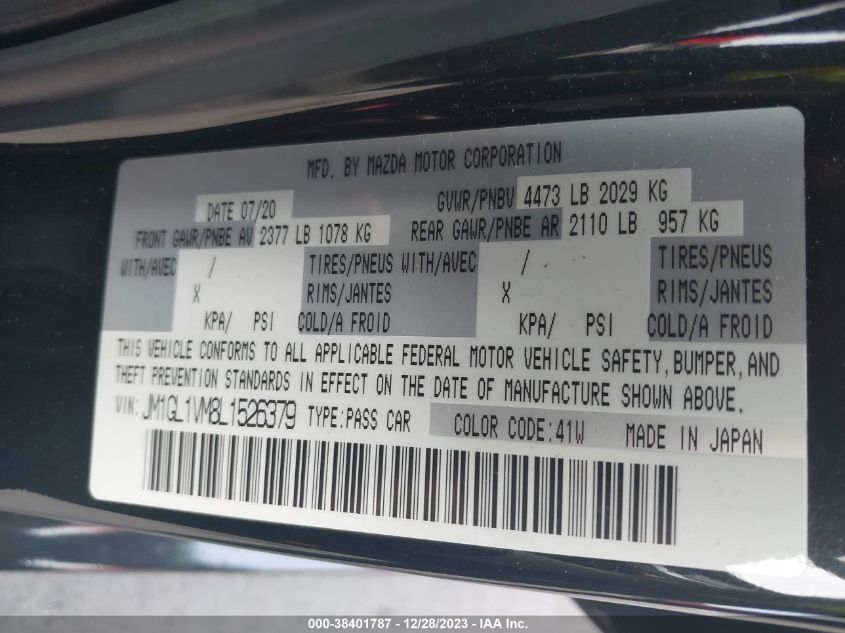 MFD. BY MAZDA MOTOR CORPORATION
DATE 07/20 GVWR/PNBV 4473 LB 2029 KG
FRONT GAWR/PNBE AV 2377 LB 1078 KG REAR GAWR/PNBE AR 2110 LB 957 KG
WITH/AVEC / TIRES/PNEUS WITH/AVEC / TIRES/PNEUS
X RIMS/JANTES X RIMS/JANTES
KPA/ PSI COLD/A FROID KPA/ PSI COLD/A FROID
THIS VEHICLE CONFORMS TO ALL APPLICABLE FEDERAL MOTOR VEHICLE SAFETY, BUMPER, AND
THEFT PREVENTION STANDARDS IN EFFECT ON THE DATE OF MANUFACTURE SHOWN ABOVE.
VIN: JM1GL1VM8L1526379 TYPE:PASS CAR COLOR CODE:41W MADE IN JAPAN
000-38401787 - 12/28/2023 - IAA Inc.